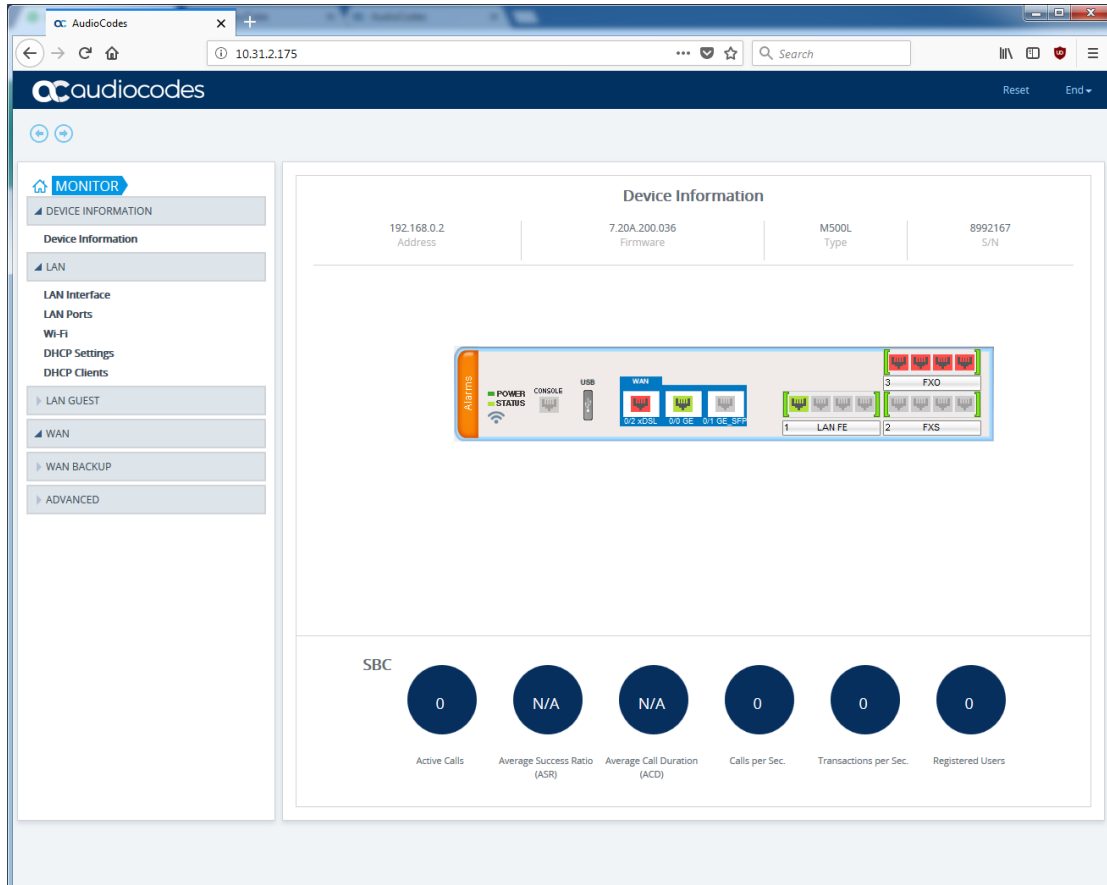 AudioCodes
10.31.2.175
Search
audiocodes
Reset End
MONITOR
DEVICE INFORMATION
Device Information
LAN
LAN Interface
LAN Ports
Wi-Fi
DHCP Settings
DHCP Clients
LAN GUEST
WAN
WAN BACKUP
ADVANCED
Device Information
192.168.0.2 7.20A.200.036 M500L 8992167
Address Firmware Type S/N
Alarms
POWER
STATUS
CONSOLE
USB
WAN
0/2 xDSL 0/0 GE 0/1 GE_SFP
3 FXO
1 LAN FE 2 FXS
SBC
0 N/A N/A 0 0 0
Active Calls Average Success Ratio Average Call Duration Calls per Sec. Transactions per Sec. Registered Users
(ASR) (ACD)